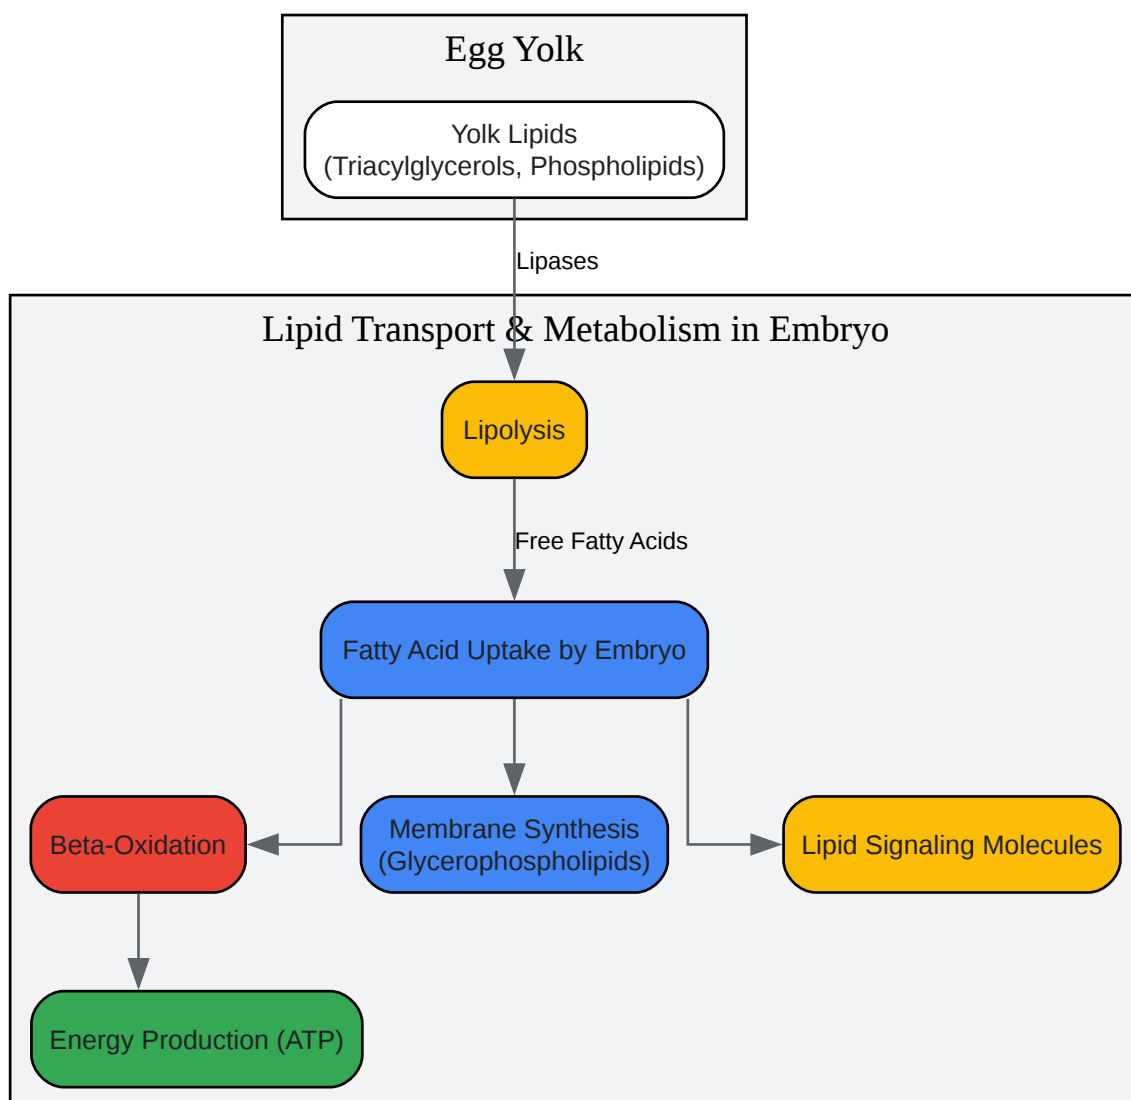 Egg Yolk
Yolk Lipids
(Triacylglycerols, Phospholipids)
Lipases
Lipid Transport & Metabolism in Embryo
Lipolysis
Free Fatty Acids
Fatty Acid Uptake by Embryo
Beta-Oxidation
Membrane Synthesis
(Glycerophospholipids)
Lipid Signaling Molecules
Energy Production (ATP)